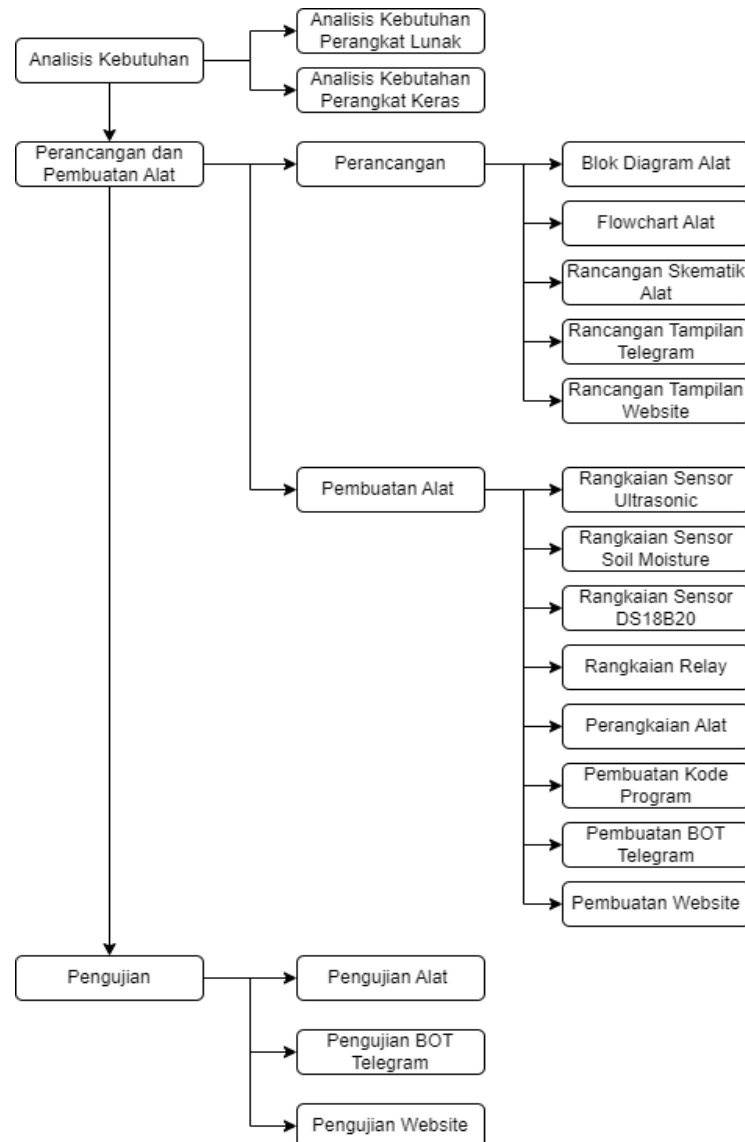 Analisis Kebutuhan
Analisis Kebutuhan
Perangkat Lunak
Analisis Kebutahan
Perangkat Keras
Perancangan dan
Pembuatan Alat
Perancangan
Blok Diagram Alat
Flowchart Alat
Rancangan Skematik
Alat
Rancangan Tampilan
Telegram
Rancangan Tampilan
Website
Pembuatan Alat
Rangkaian Sensor
Ultrasonic
Rangkaian Sensor
Soil Moisture
Rangkaian Sensor
DS18B20
Rangkaian Relay
Perangkaian Alat
Pembuatan Kode
Program
Pembuatan BOT
Telegram
Pembuatan Website
Pengujian
Pengujian Alat
Pengujian BOT
Telegram
Pengujian Website